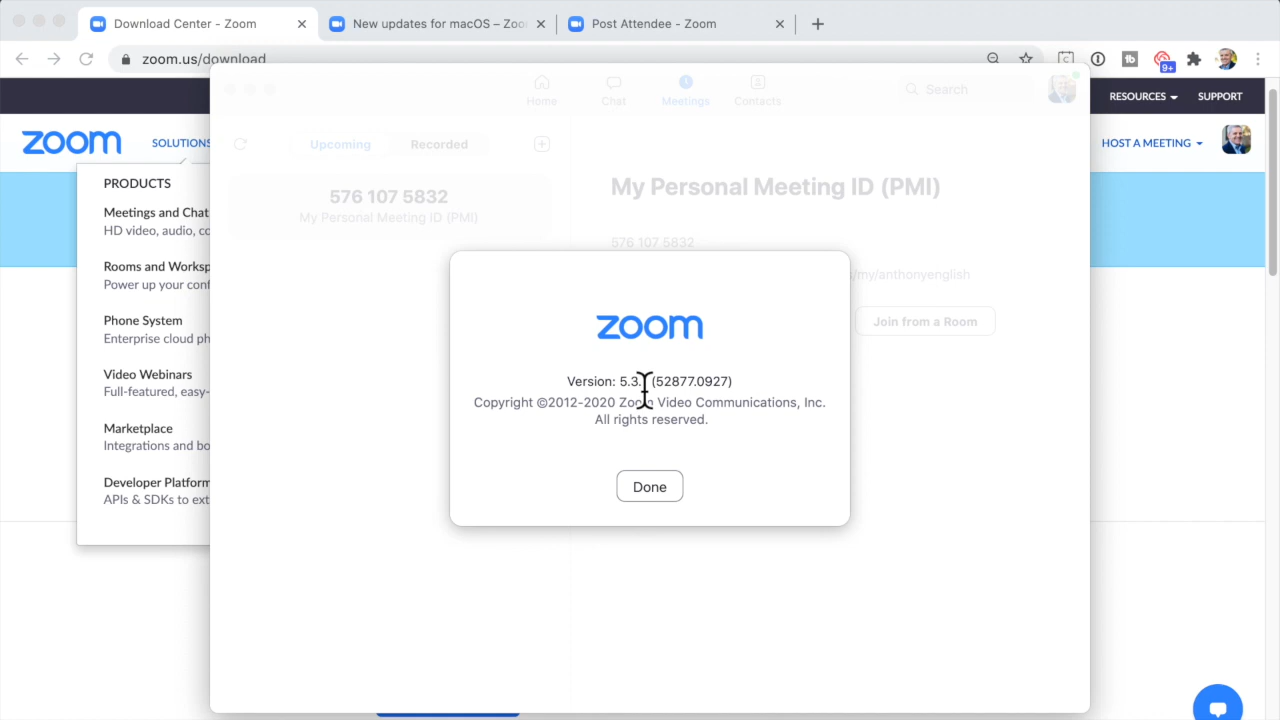 Download Center - Zoom
New updates for macOS – Zoo
Post Attendee - Zoom
zoom.us/download
9+
RESOURCES
SUPPORT
zoom
SOLUTIONS
HOST A MEETING
PRODUCTS
Meetings and Chat
HD video, audio, co
Rooms and Worksp
Power up your conf
Phone System
Enterprise cloud ph
Video Webinars
Full-featured, easy-
Marketplace
Integrations and bo
Developer Platform
APIs & SDKs to ext
Home
Chat
Meetings
Contacts
Search
Upcoming
Recorded
576 107 5832
My Personal Meeting ID (PMI)
My Personal Meeting ID (PMI)
576 107 5832
s/my/anthonyenglish
Join from a Room
zoom
Version: 5.3. (52877.0927)
Copyright ©2012-2020 Zoom Video Communications, Inc.
All rights reserved.
Done